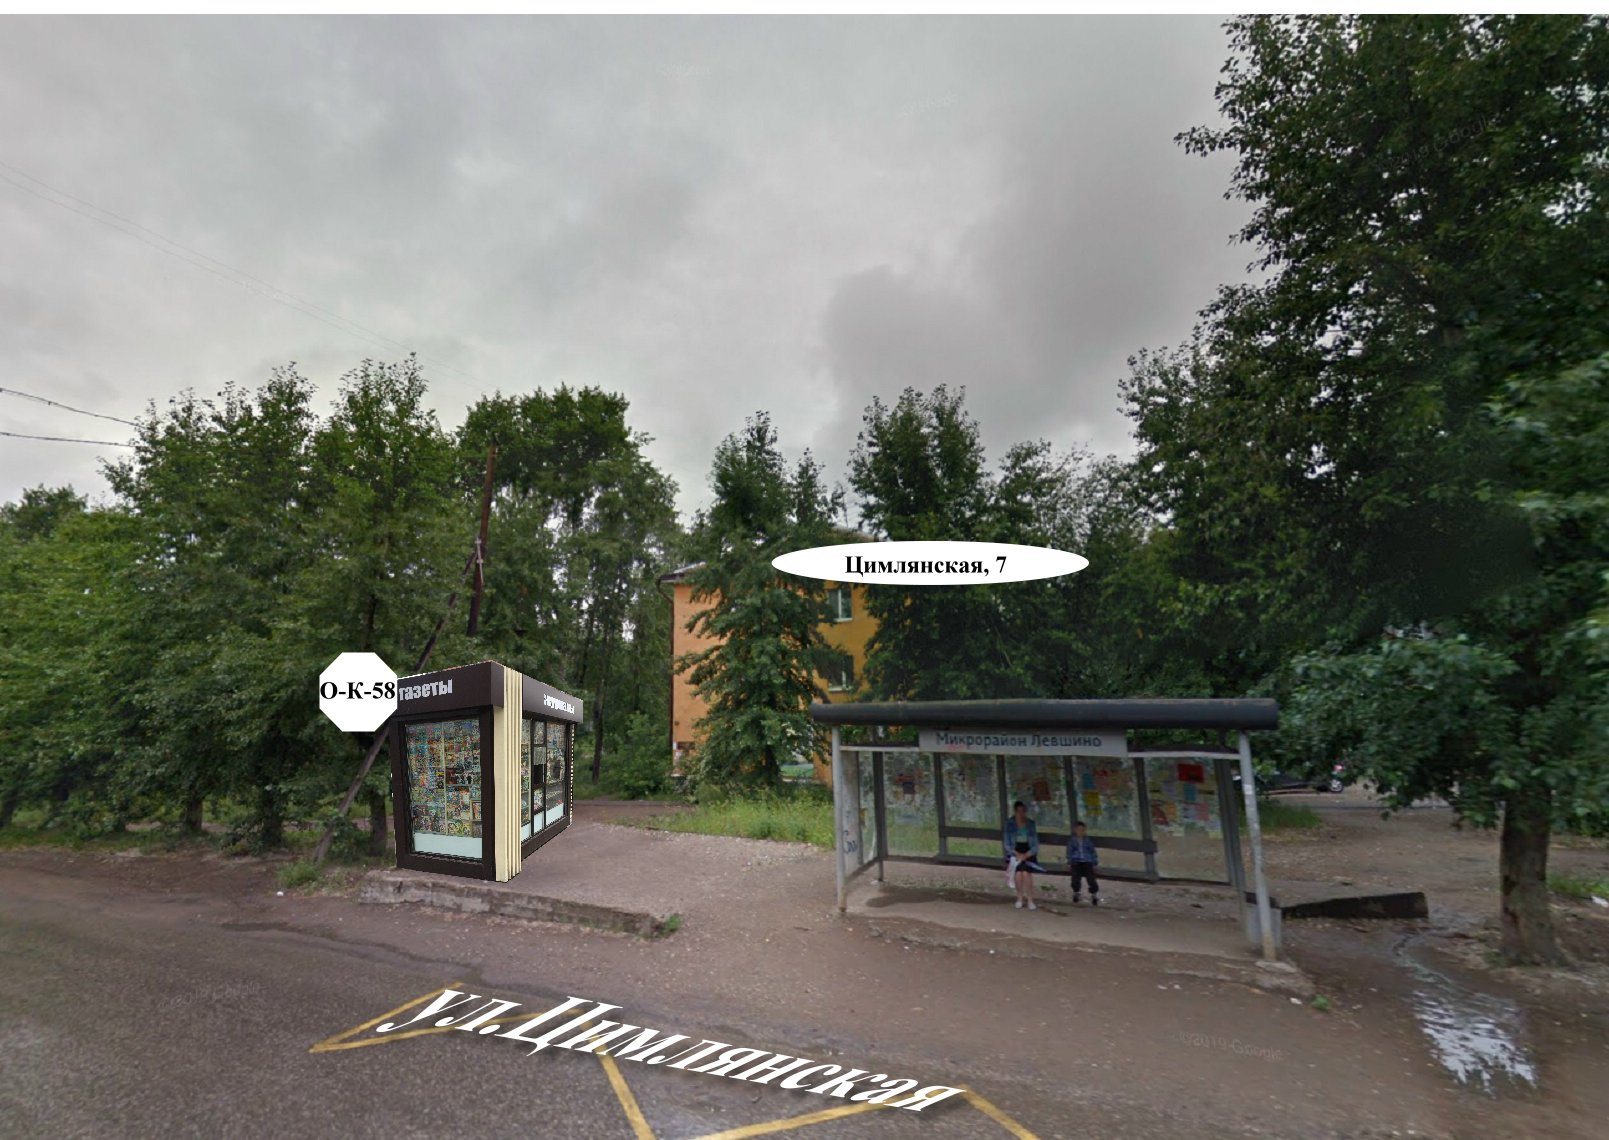 Цимлянская, 7
О-К-58
газеты
журналы
Микрорайон Левшино
ул.Цимлянская